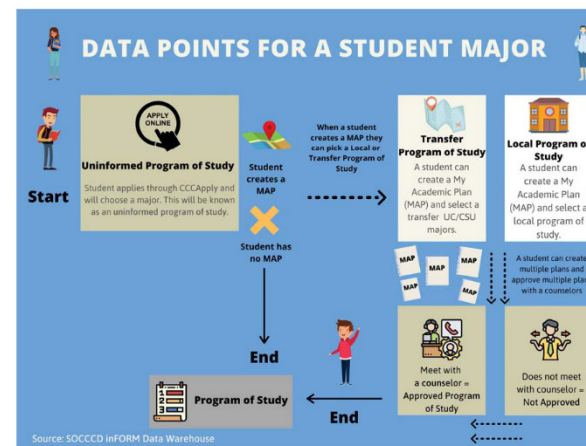 DATA POINTS FOR A STUDENT MAJOR
Start
APPLY
ONLINE
Uninformed Program of Study
Student applies through CCCApply and
will choose a major. This will be known
as an uninformed program of study.
Student
creates a
MAP
Student has
no MAP
When a student
creates a MAP they
can pick a Local or
Transfer Program of
Study
Transfer
Program of Study
A student can
create a My
Academic Plan
(MAP) and select a
transfer UC/CSU
majors.
Local Program of
Study
A student can
create a My
Academic Plan
(MAP) and select a
local program of
study.
MAP
MAP
MAP
MAP
MAP
A student can create
multiple plans and
approve multiple plans
with a counselors
Meet with
a counselor =
Approved Program
of Study
Does not meet
with counselor =
Not Approved
End
End
1
2
3
Program of Study
Source: SOCCCD inFORM Data Warehouse